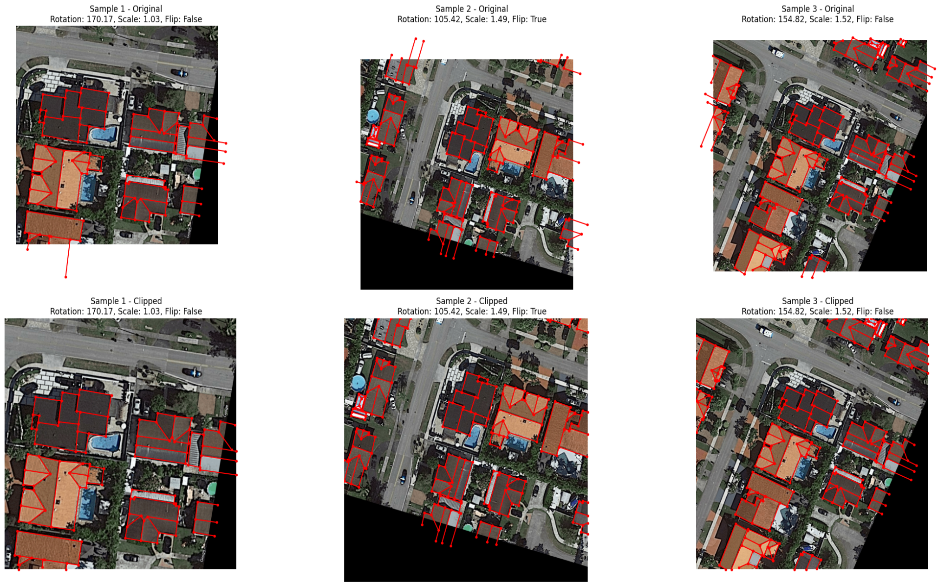 Sample 1 - Original
Rotation: 170.17, Scale: 1.03, Flip: False
Sample 2 - Original
Rotation: 105.42, Scale: 1.49, Flip: True
Sample 3 - Original
Rotation: 154.82, Scale: 1.52, Flip: False
Sample 1 - Clipped
Rotation: 170.17, Scale: 1.03, Flip: False
Sample 2 - Clipped
Rotation: 105.42, Scale: 1.49, Flip: True
Sample 3 - Clipped
Rotation: 154.82, Scale: 1.52, Flip: False